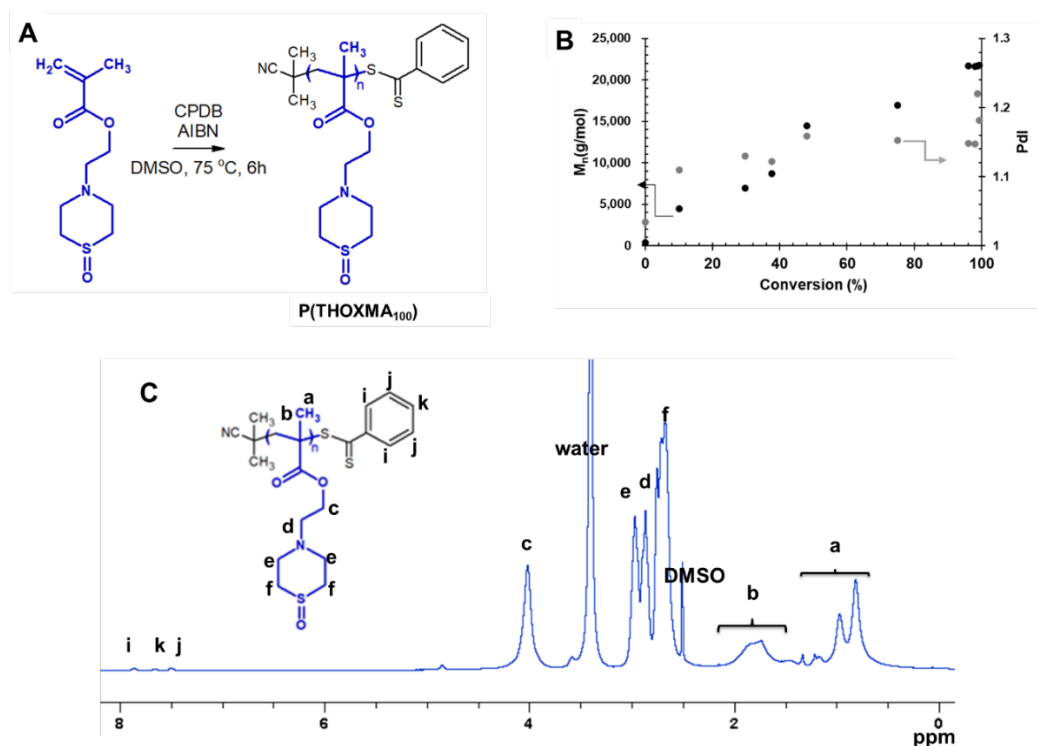 A
H₂C
CH₃
O
O
N
S
O
CPDB
AIBN
DMSO, 75 °C, 6h
NC
CH₃
CH₃
CH₃
n
S
S
O
O
N
S
O
P(THOXMA₁₀₀)
B
25,000
20,000
15,000
10,000
5,000
0
Mₙ(g/mol)
0
20
40
60
80
100
Conversion (%)
1.3
1.2
1.1
1
PdI
C
a
b
CH₃
CH₃
NC
CH₃
n
S
S
i
j
k
j
i
O
O
c
d
N
e
e
f
f
S
O
water
f
e
d
c
DMSO
b
a
i
k
j
8
6
4
2
0
ppm